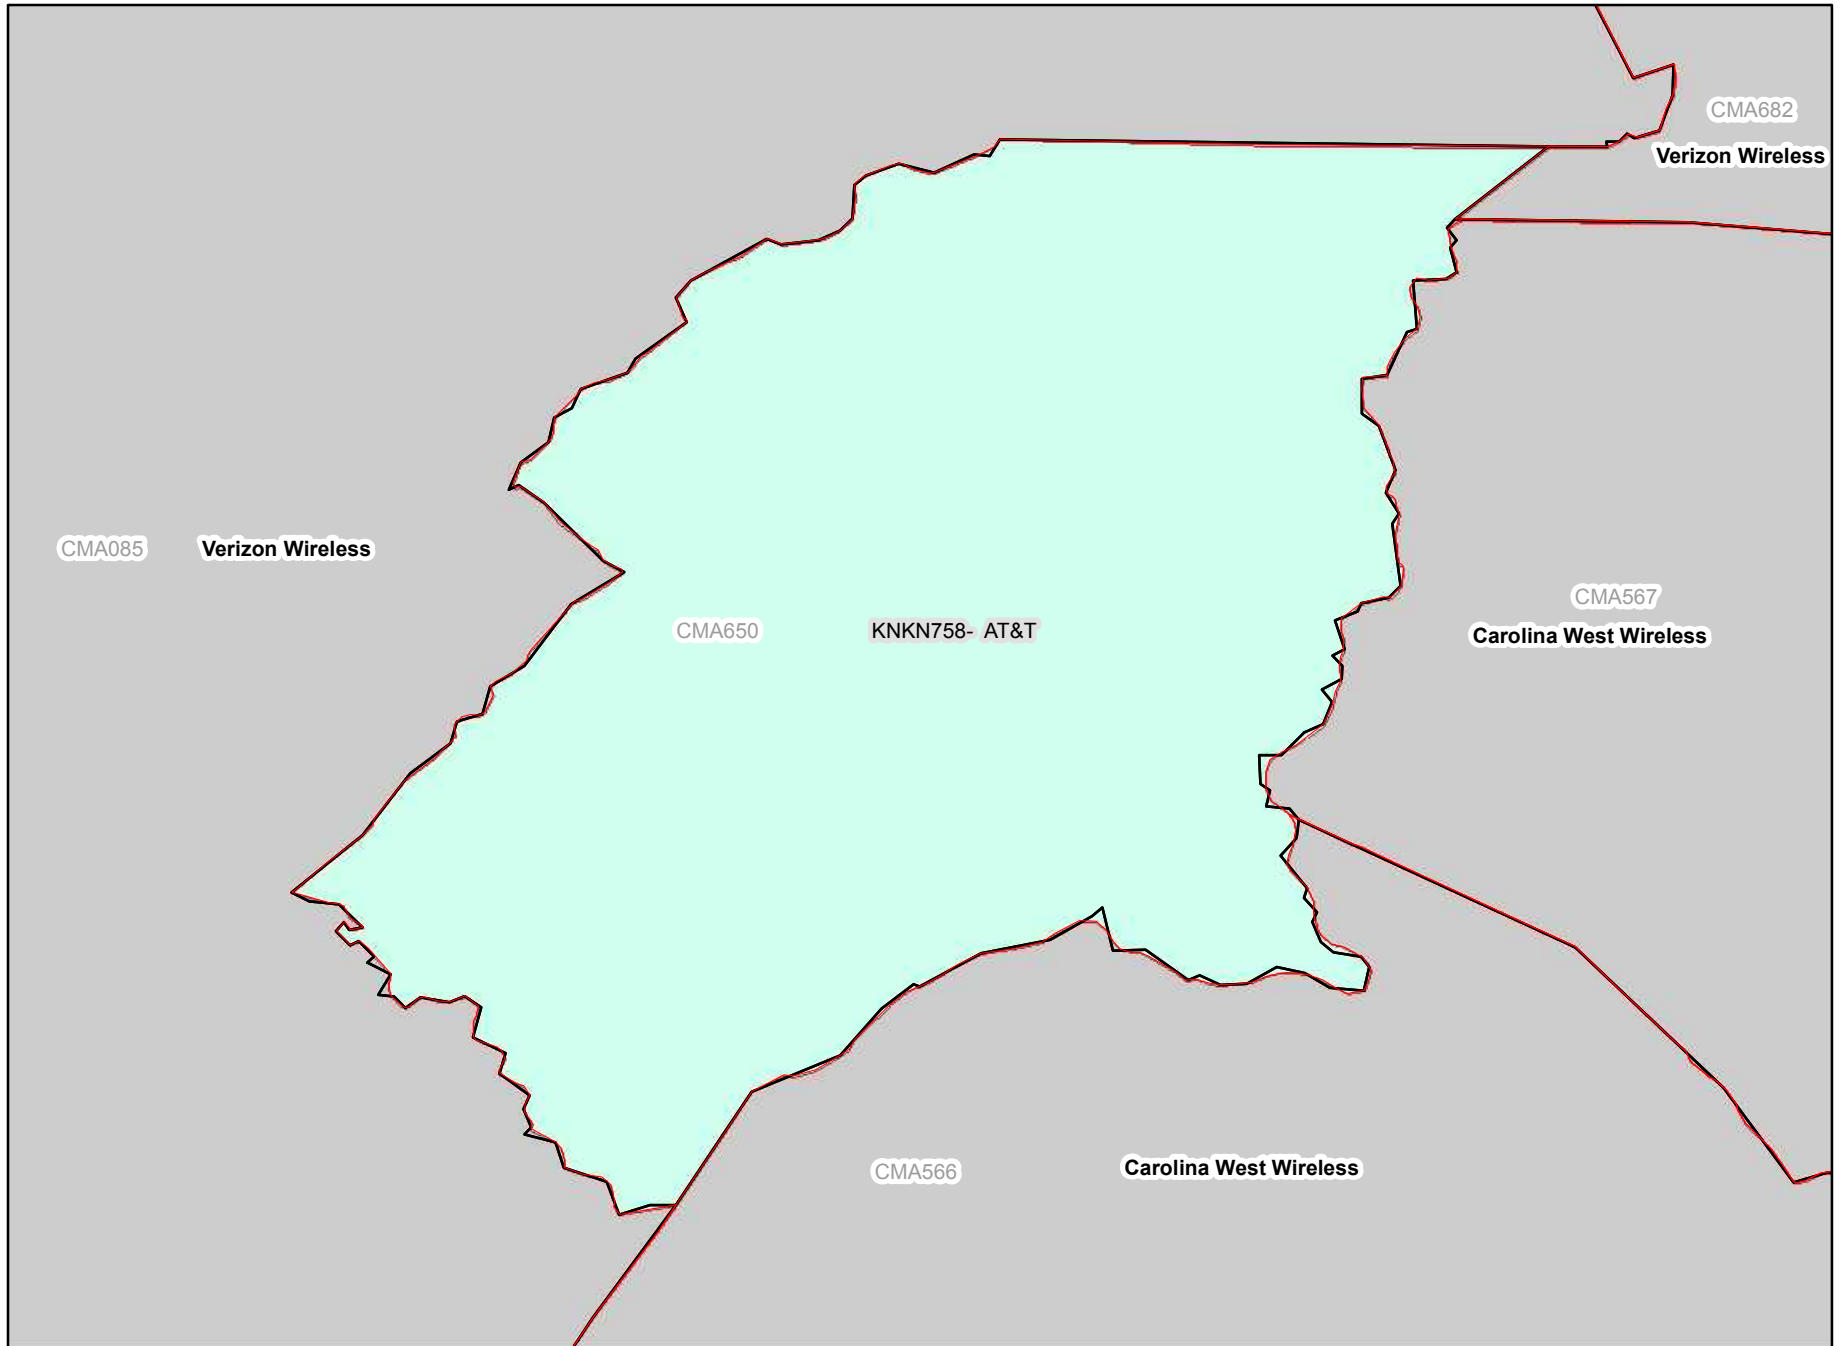 CMA682
Verizon Wireless
CMA085 Verizon Wireless
CMA567
CMA650 KNKN758- AT&T
Carolina West Wireless
CMA566 Carolina West Wireless